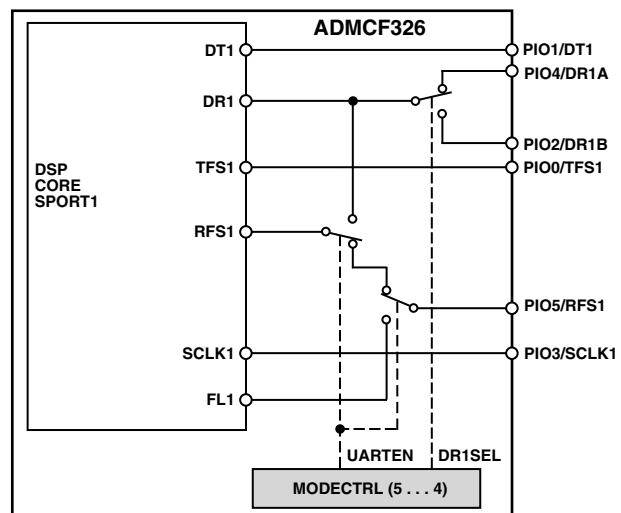 ADMCF326
DT1
PIO1/DT1
PIO4/DR1A
DR1
PIO2/DR1B
DSP
CORE
SPORT1
TFS1
PIO0/TFS1
RFS1
PIO5/RFS1
SCLK1
PIO3/SCLK1
FL1
UARTEN
DR1SEL
MODECTRL (5 . . . 4)